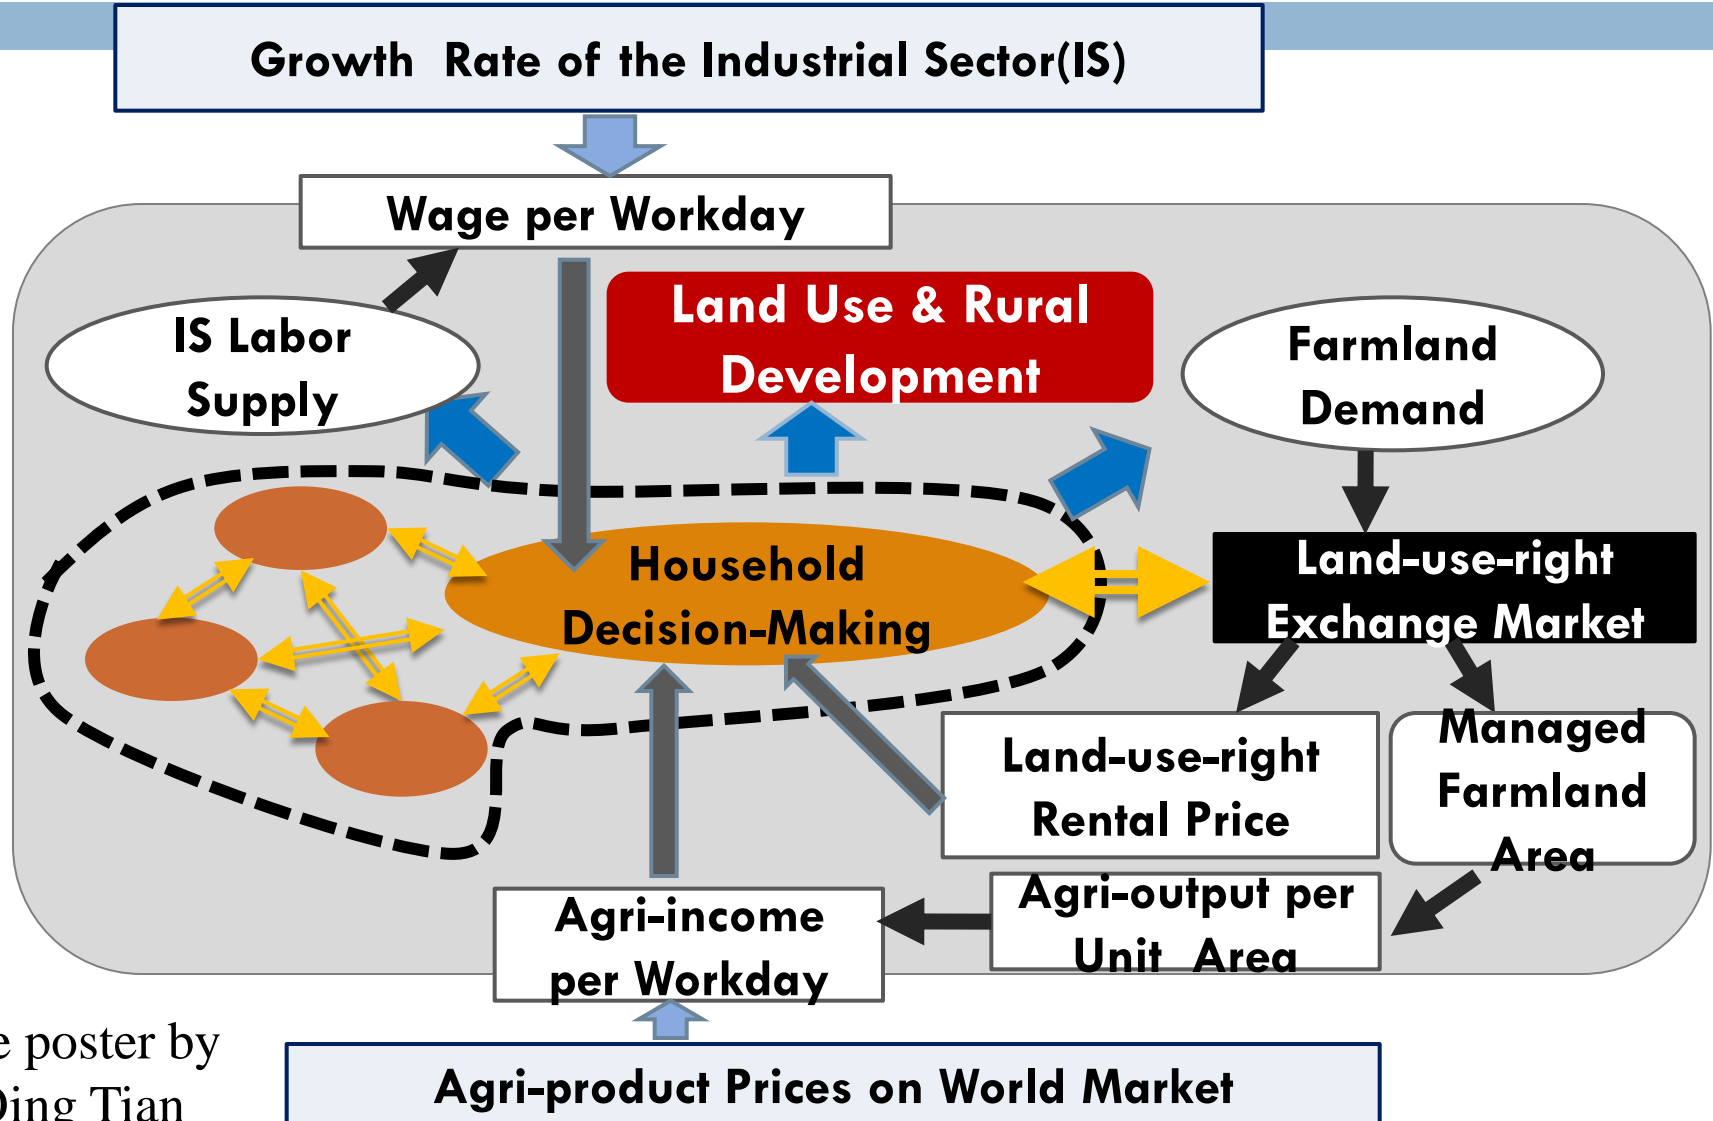 Growth Rate of the Industrial Sector(IS)
Wage per Workday
Land Use & Rural
Development
IS Labor
Supply
Farmland
Demand
Household
Decision-Making
Land-use-right
Exchange Market
Land-use-right
Rental Price
Managed
Farmland
Area
Agri-output per
Unit Area
Agri-income
per Workday
poster by
Qing Tian
Agri-product Prices on World Market